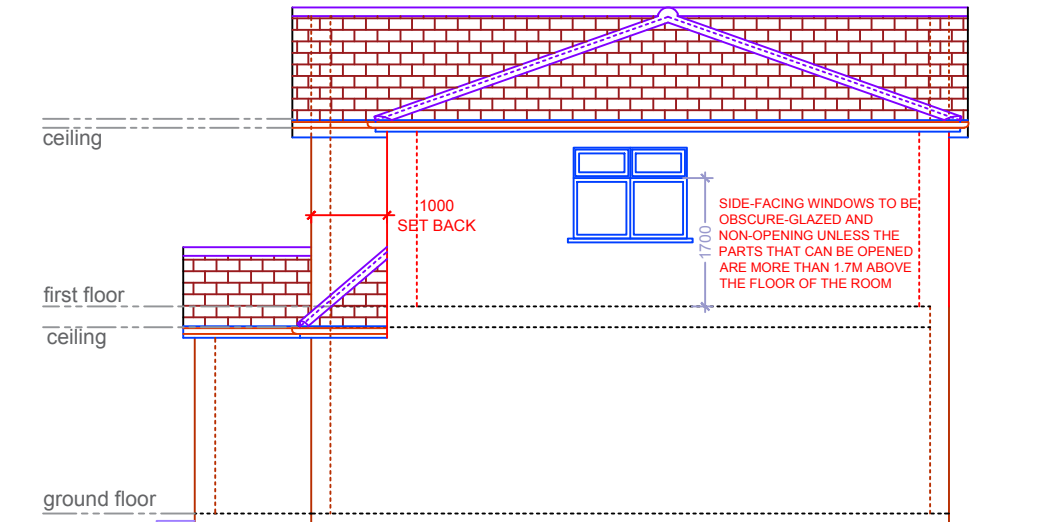 ceiling
1000
SET BACK
SIDE-FACING WINDOWS TO BE
OBSCURE-GLAZED AND
NON-OPENING UNLESS THE
PARTS THAT CAN BE OPENED
ARE MORE THAN 1.7M ABOVE
THE FLOOR OF THE ROOM
1700
first floor
ceiling
ground floor